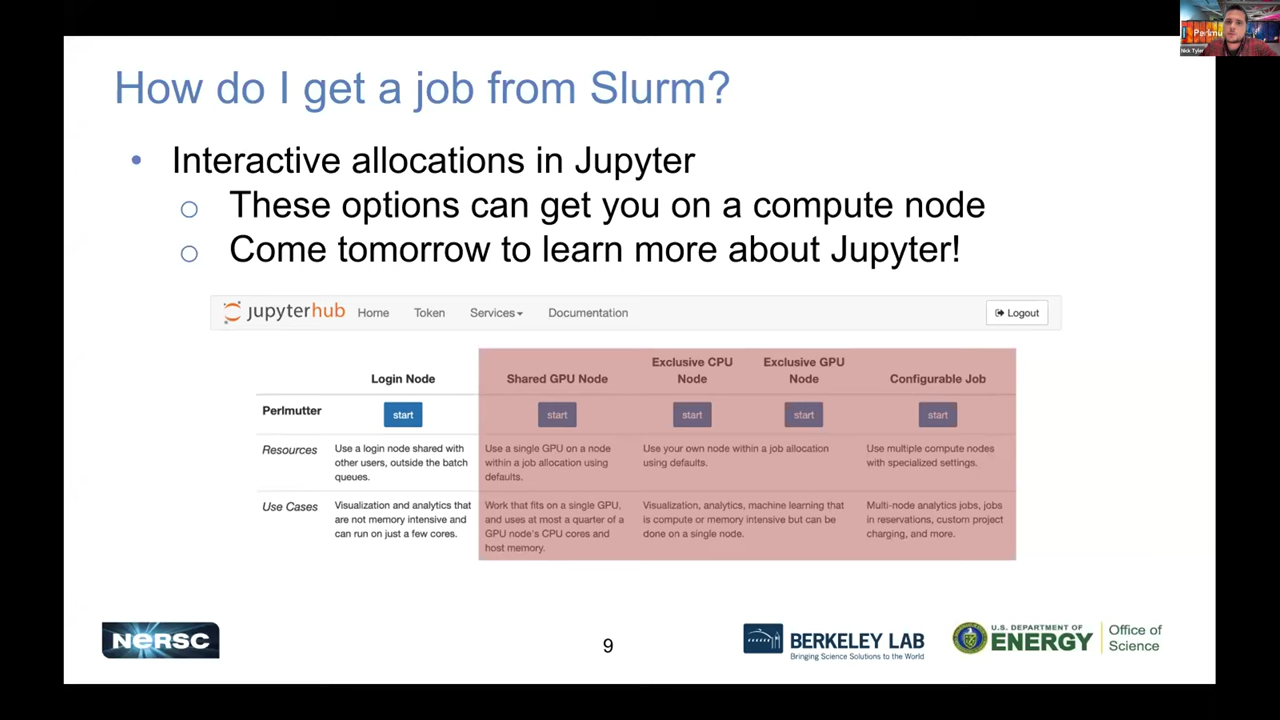 How do I get a job from Slurm?
• Interactive allocations in Jupyter
○ These options can get you on a compute node
○ Come tomorrow to learn more about Jupyter!
jupyterhub Home Token Services Documentation Logout
Login Node Shared GPU Node Exclusive CPU Node Exclusive GPU Node Configurable Job
Perlmutter start start start start start
Resources
Use a login node shared with
other users, outside the batch
queues.
Use a single GPU on a node
within a job allocation using
defaults.
Use your own node within a job allocation
using defaults.
Use multiple compute nodes
with specialized settings.
Use Cases
Visualization and analytics that
are not memory intensive and
can run on just a few cores.
Work that fits on a single GPU,
and uses at most a quarter of a
GPU node's CPU cores and
host memory.
Visualization, analytics, machine learning that
is compute or memory intensive but can be
done on a single node.
Multi-node analytics jobs, jobs
in reservations, custom project
charging, and more.
NERSC
9
BERKELEY LAB
Bringing Science Solutions to the World
U.S. DEPARTMENT OF
ENERGY
Office of
Science
Nick Tyler